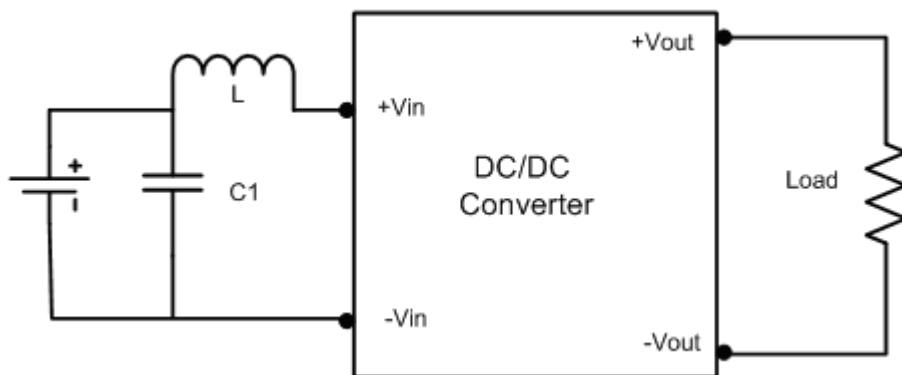 +Vout
L
+Vin
DC/DC
Converter
C1
Load
-Vin
-Vout
+
-